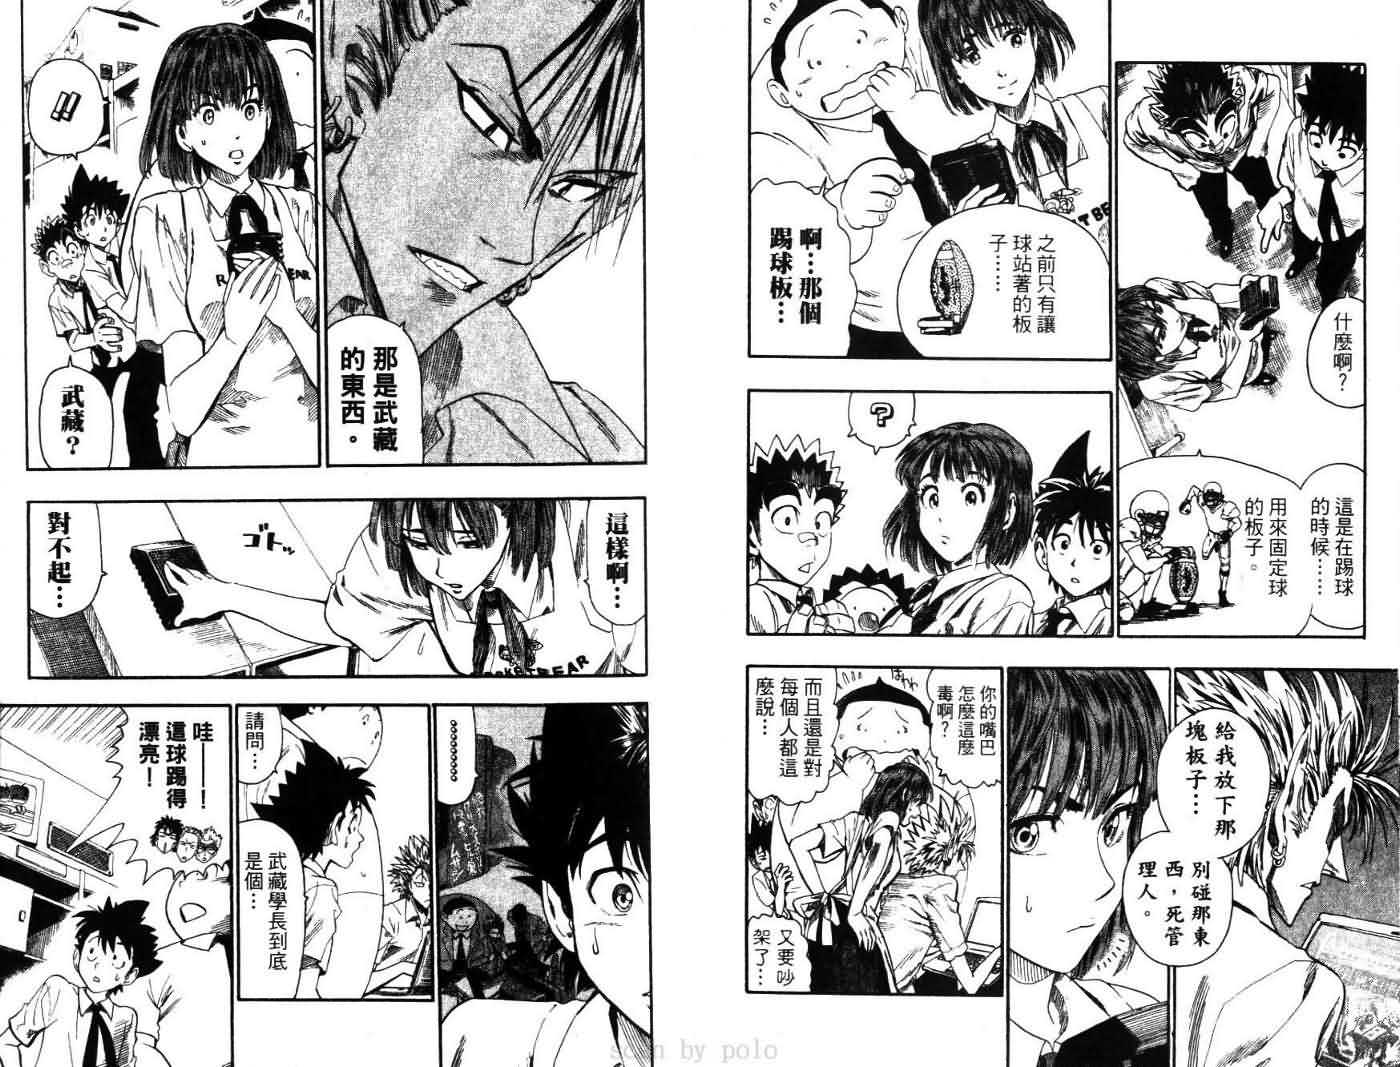 啊…那個
踢球板…
之前只有讓
球站著的板
子……
什麼啊?
這是在踢球
的時候……
用來固定球
的板子。
?
給我放下那
塊板子…
別碰那東
西，死管
理人。
你的嘴巴
怎麼這麼
毒啊?
而且還是對
每個人都這
麼說…
はわわ
又要吵
架了…
那是武藏
的東西。
!!
武藏?
BEAR
這樣啊…
ゴトッ
對不起…
BEAR
………
請問…
武藏學長到底
是個…
哇——!
這球踢得
漂亮!
scan by polo